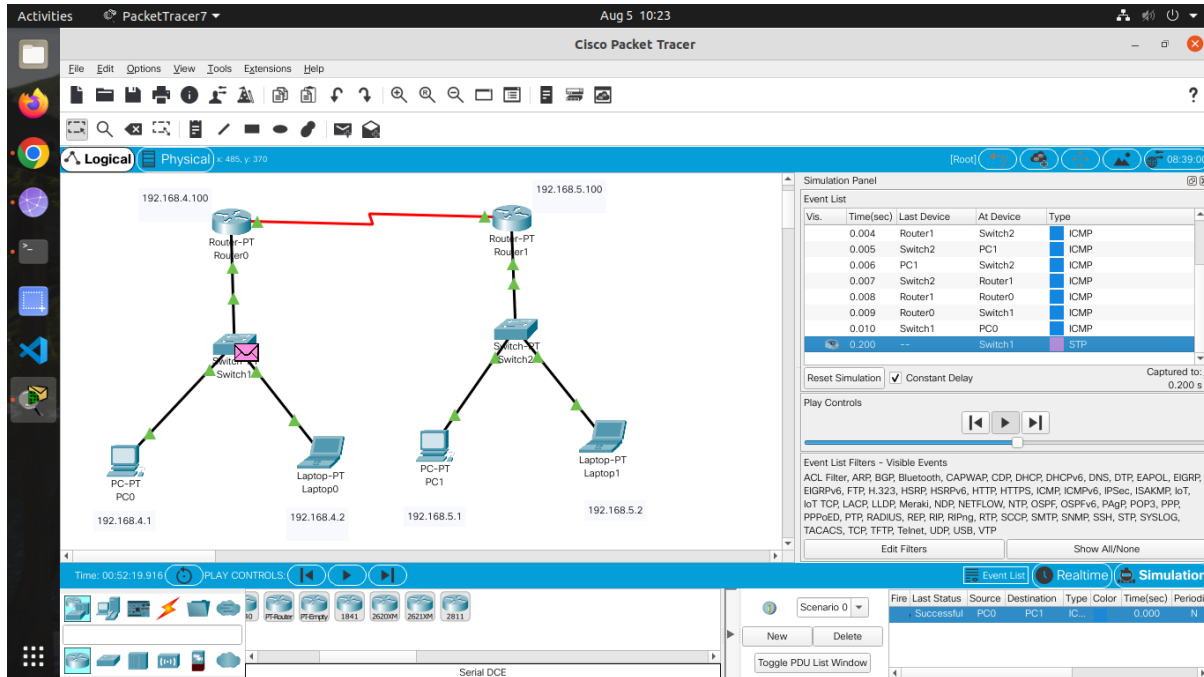 Activities PacketTracer7 Aug 5 10:23
Cisco Packet Tracer
File Edit Options View Tools Extensions Help
?
Logical Physical x: 485, y: 370 [Root] 08:39:00
192.168.4.100
192.168.5.100
Router-PT
Router0
Router-PT
Router1
Switch1
Switch-PT
Switch2
PC-PT
PC0
Laptop-PT
Laptop0
PC-PT
PC1
Laptop-PT
Laptop1
192.168.4.1
192.168.4.2
192.168.5.1
192.168.5.2
Simulation Panel
Event List
Vis. Time(sec) Last Device At Device Type
0.004 Router1 Switch2 ICMP
0.005 Switch2 PC1 ICMP
0.006 PC1 Switch2 ICMP
0.007 Switch2 Router1 ICMP
0.008 Router1 Router0 ICMP
0.009 Router0 Switch1 ICMP
0.010 Switch1 PC0 ICMP
0.200 -- Switch1 STP
Reset Simulation Constant Delay Captured to:
0.200 s
Play Controls
Event List Filters - Visible Events
ACL Filter, ARP, BGP, Bluetooth, CAPWAP, CDP, DHCP, DHCPv6, DNS, DTP, EAPOL, EIGRP,
EIGRPv6, FTP, H.323, HSRP, HSRPv6, HTTP, HTTPS, ICMP, ICMPv6, IPSec, ISAKMP, IoT,
IoT TCP, LACP, LLDP, Meraki, NDP, NETFLOW, NTP, OSPF, OSPFv6, PAgP, POP3, PPP,
PPPoED, PTP, RADIUS, REP, RIP, RIPng, RTP, SCCP, SMTP, SNMP, SSH, STP, SYSLOG,
TACACS, TCP, TFTP, Telnet, UDP, USB, VTP
Edit Filters Show All/None
Time: 00:52:19.916 PLAY CONTROLS: Event List Realtime Simulation
PT-Router PT-Empty 1841 2620XM 2621XM 2811
Serial DCE
Scenario 0
New Delete
Toggle PDU List Window
Fire Last Status Source Destination Type Color Time(sec) Periodi
Successful PC0 PC1 IC... 0.000 N